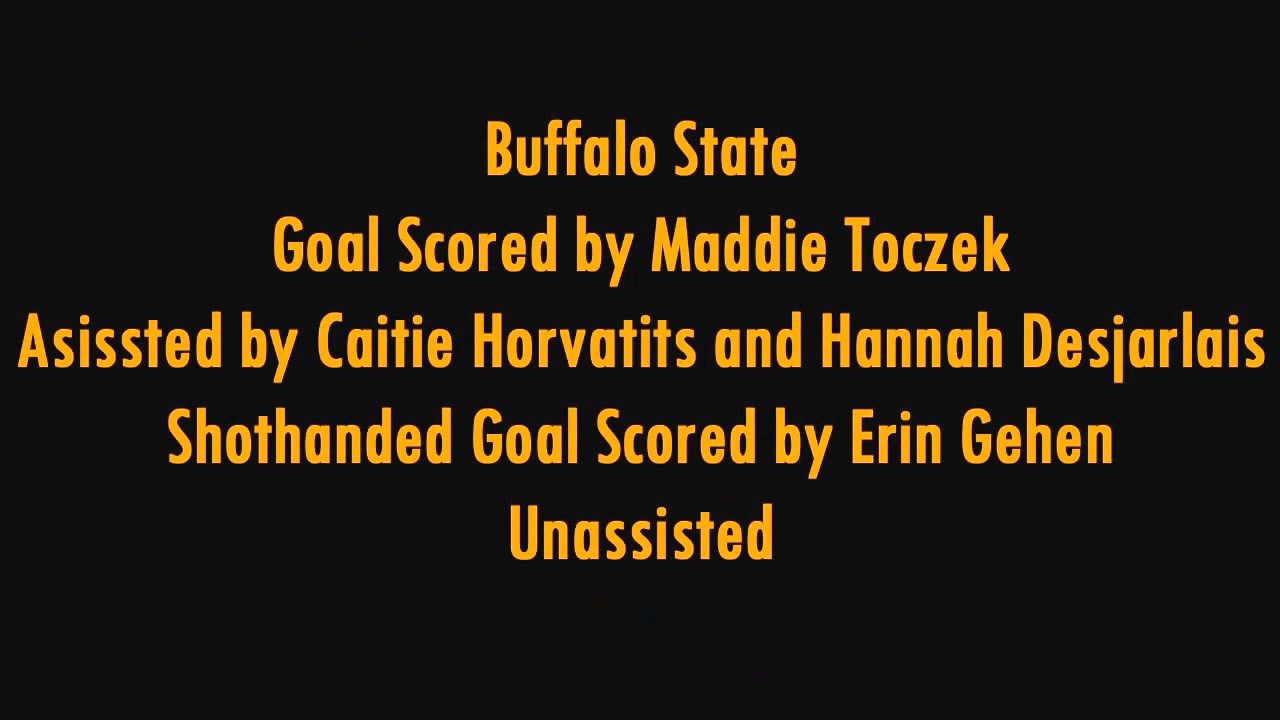 Buffalo State
Goal Scored by Maddie Toczek
Asissted by Caitie Horvatits and Hannah Desjarlais
Shothanded Goal Scored by Erin Gehen
Unassisted